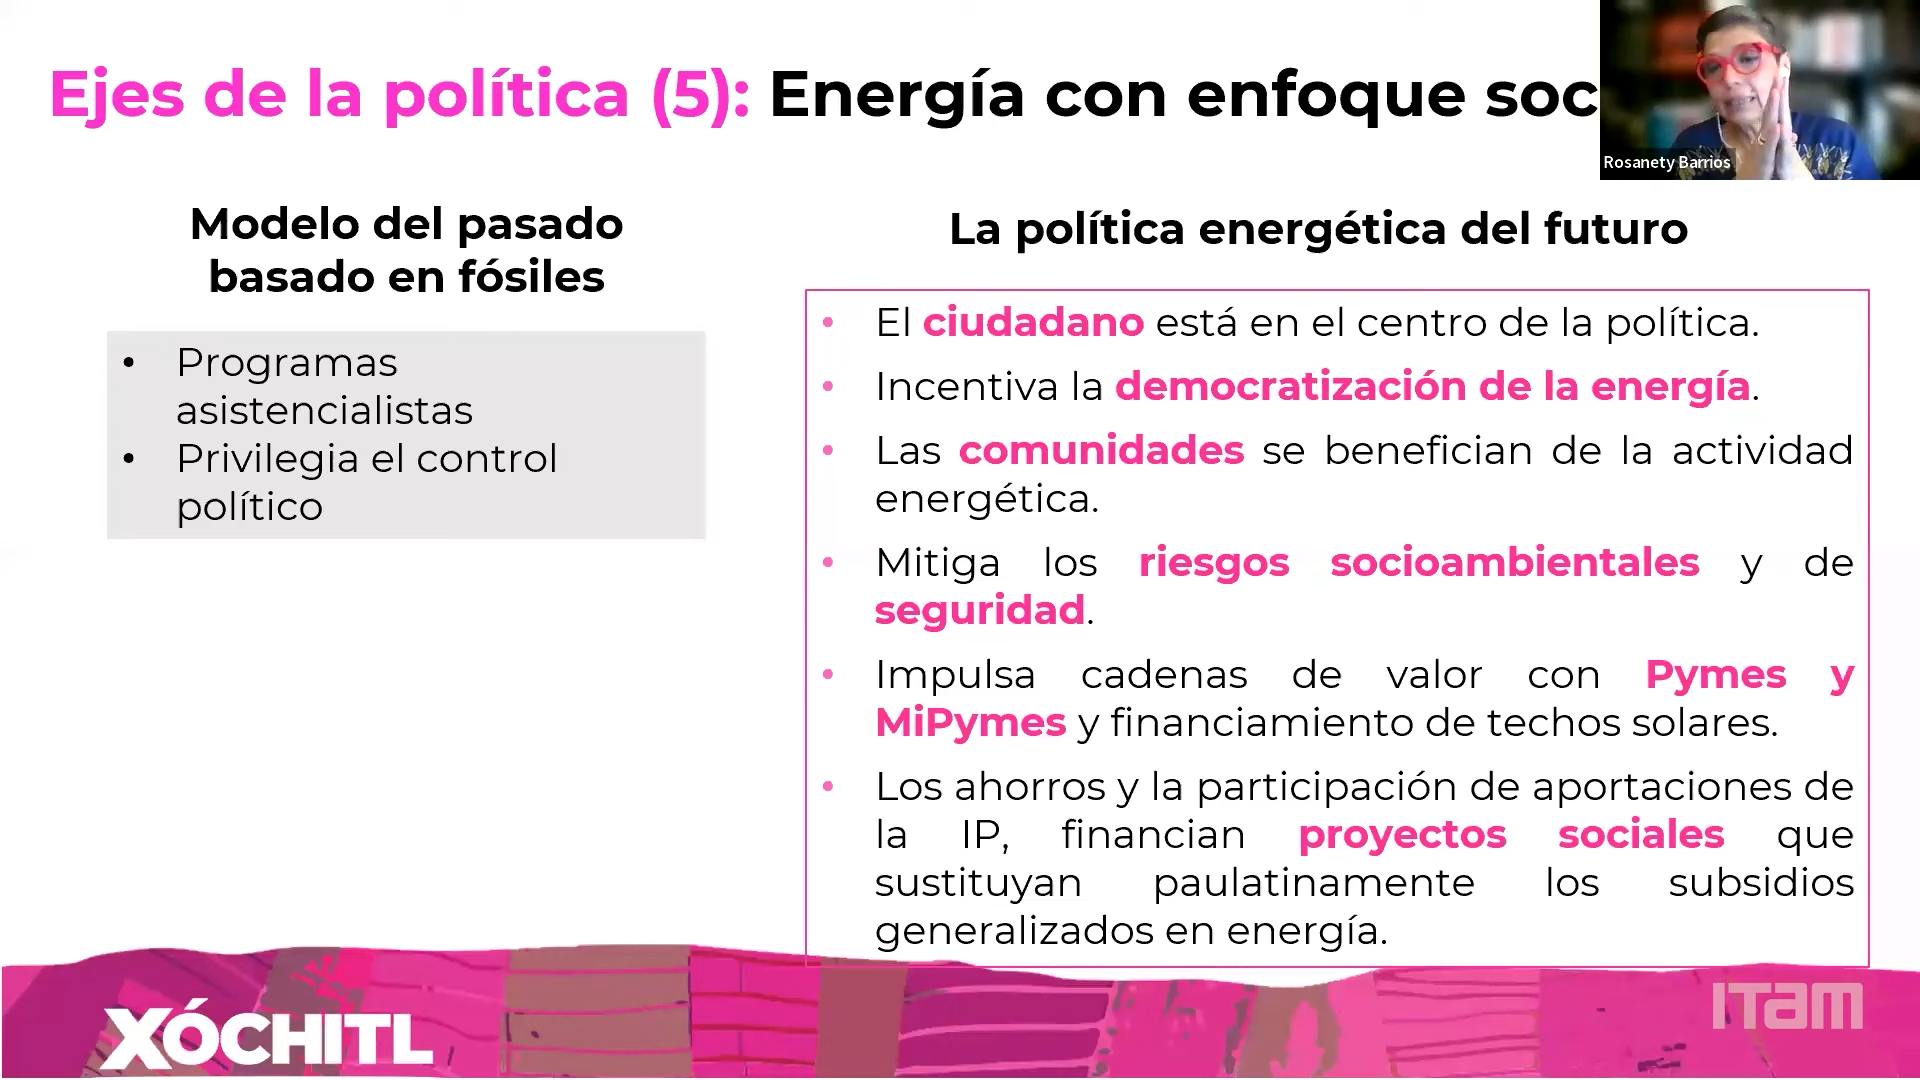 Ejes de la política (5): Energía con enfoque soc
Rosanety Barrios
Modelo del pasado
basado en fósiles
• Programas
asistencialistas
• Privilegia el control
político
La política energética del futuro
• El ciudadano está en el centro de la política.
• Incentiva la democratización de la energía.
• Las comunidades se benefician de la actividad
energética.
• Mitiga los riesgos socioambientales y de
seguridad.
• Impulsa cadenas de valor con Pymes y
MiPymes y financiamiento de techos solares.
• Los ahorros y la participación de aportaciones de
la IP, financian proyectos sociales que
sustituyan paulatinamente los subsidios
generalizados en energía.
XÓCHITL
ITAM